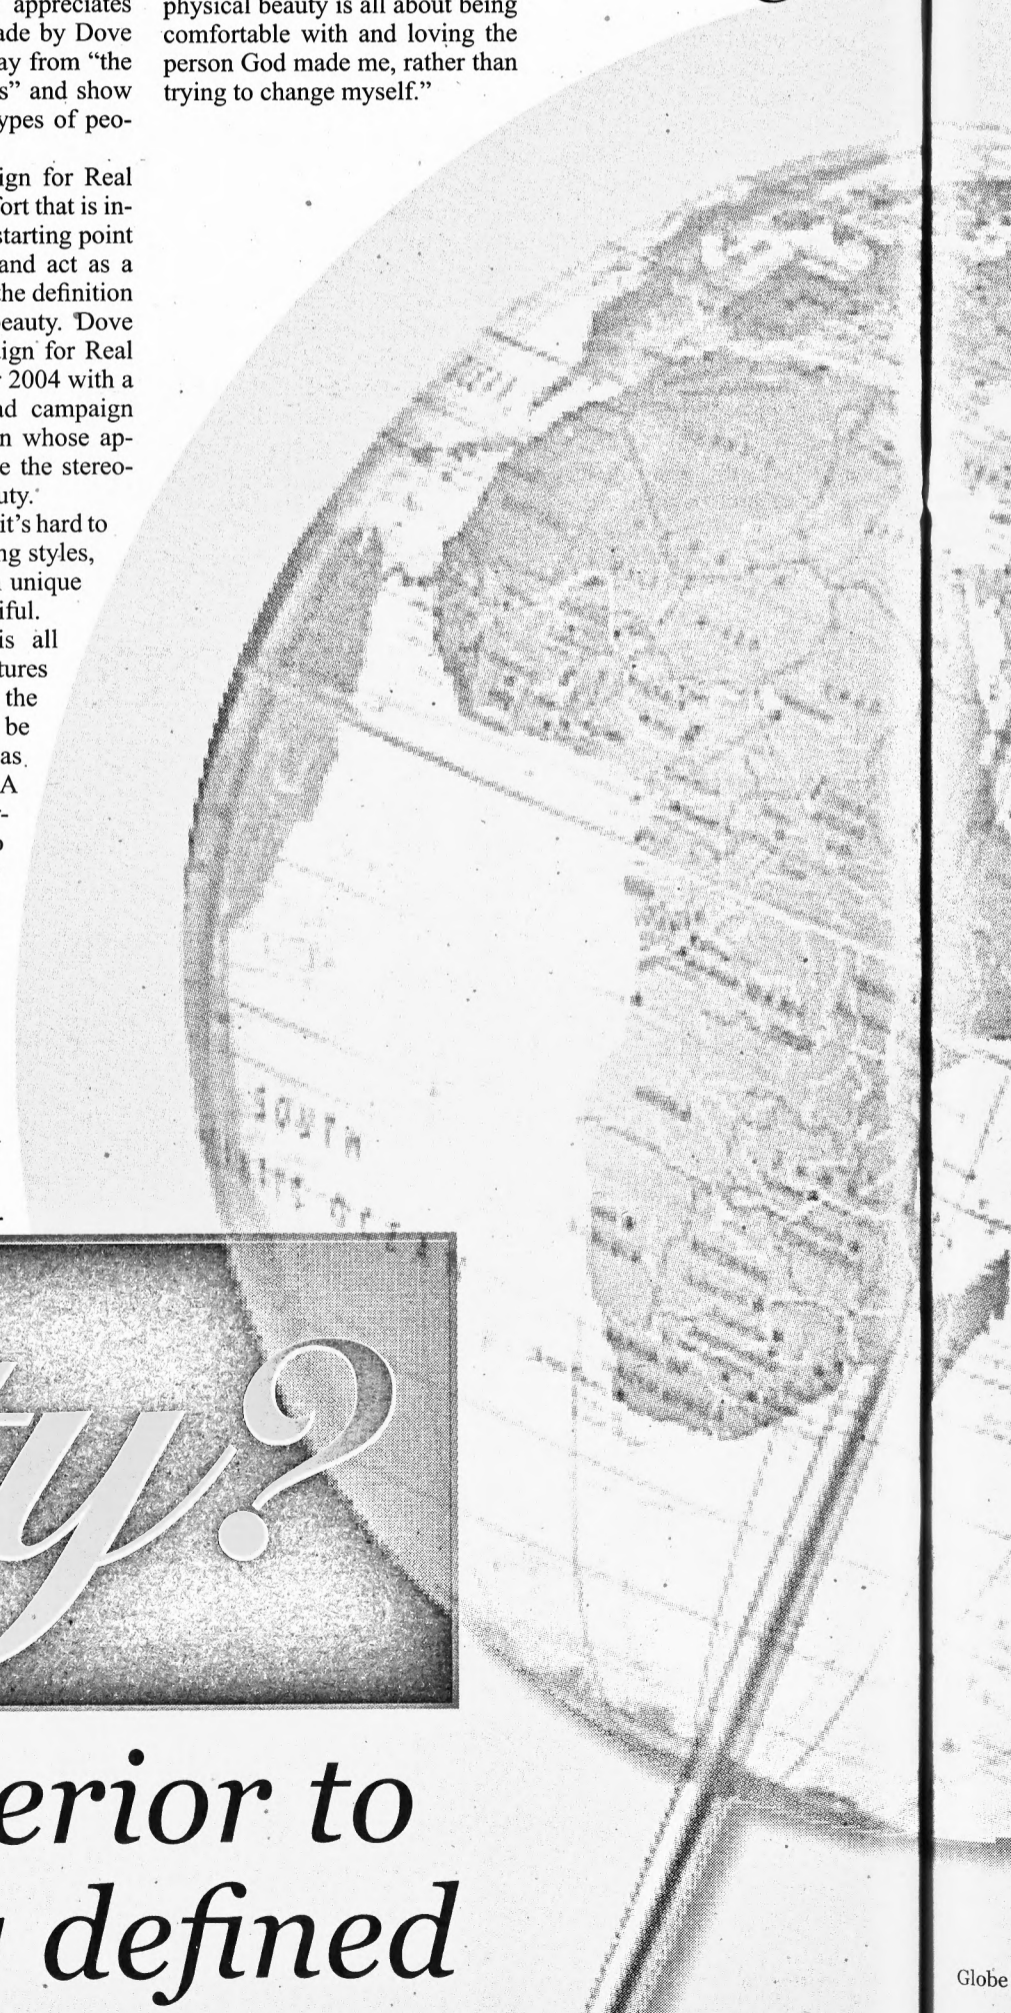 appreciates
ade by Dove
ay from “the
s” and show
ypes of peo-
ign for Real
fort that is in-
starting point
and act as a
the definition
eauty. Dove
ign for Real
2004 with a
ad campaign
n whose ap-
e the stereo-
uty.
it's hard to
ng styles,
unique
iful.
is all
tures
the
be
as
A
physical beauty is all about being
comfortable with and loving the
person God made me, rather than
trying to change myself.”
ty?
erior to
defined
Globe